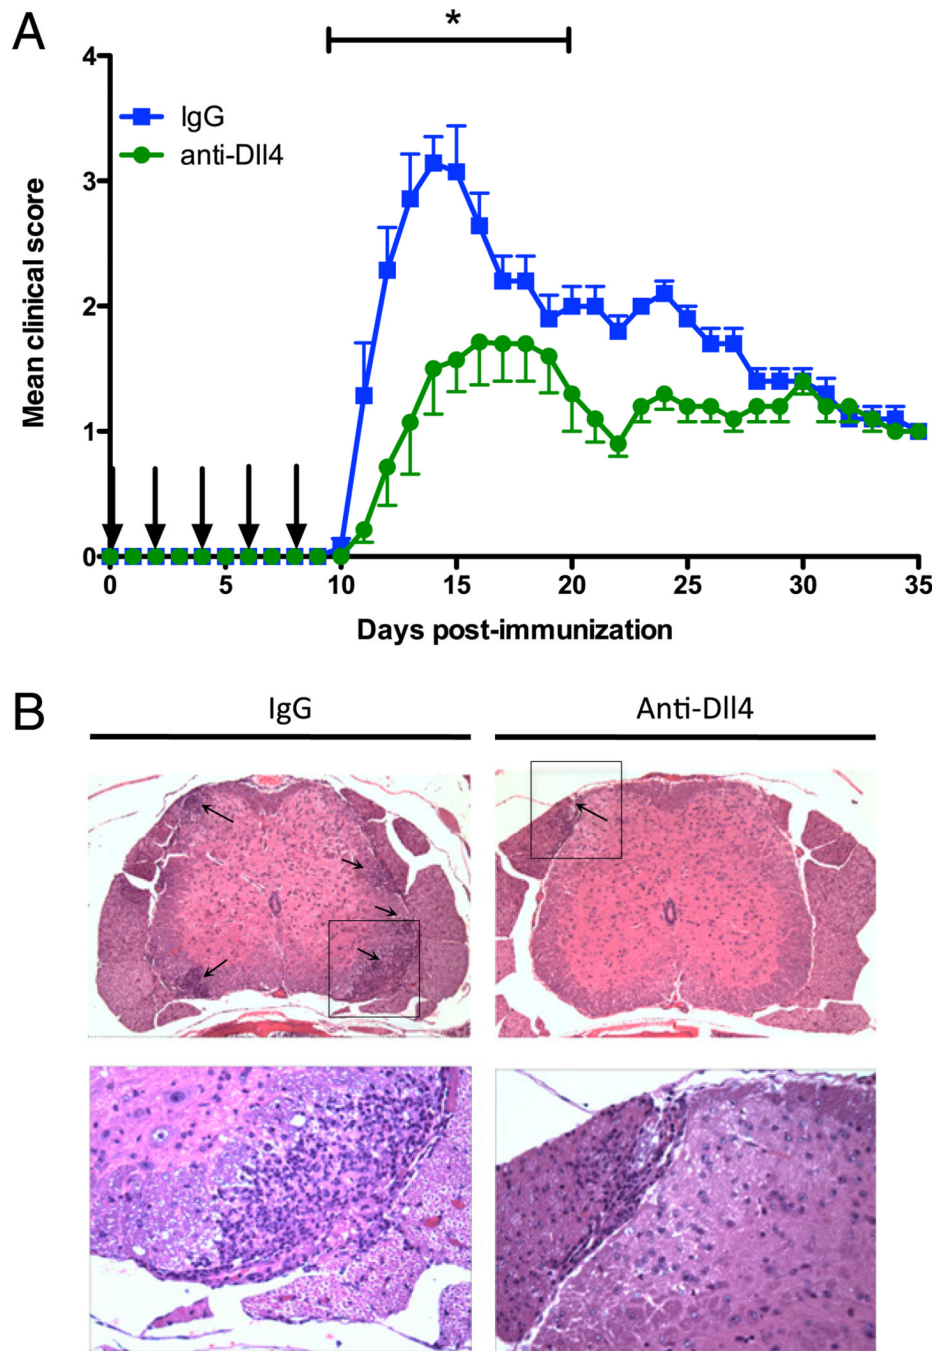 A
*
4
IgG
anti-Dll4
3
Mean clinical score
2
1
0
0 5 10 15 20 25 30 35
Days post-immunization
B
IgG Anti-Dll4